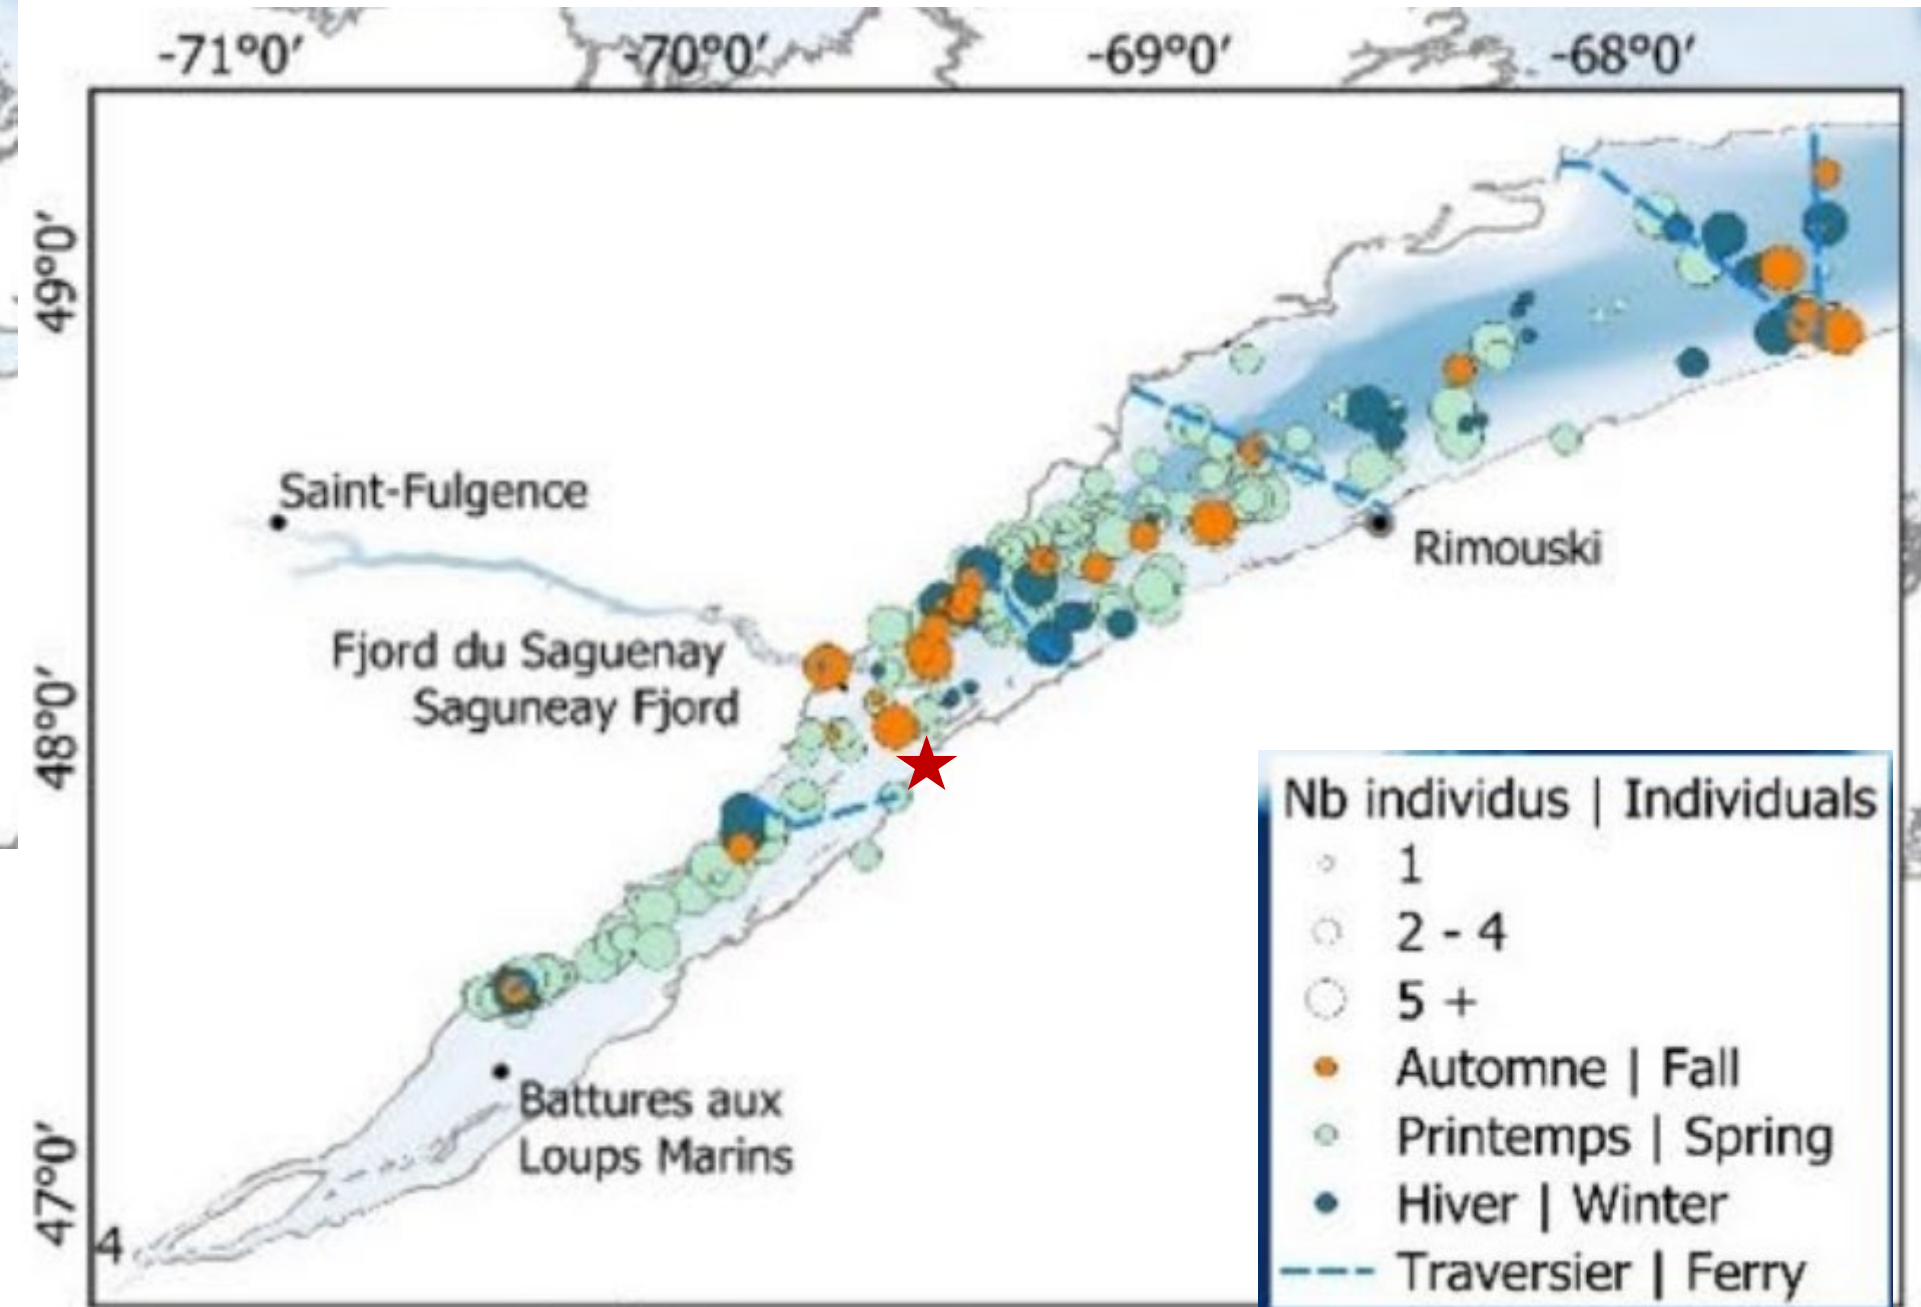 -71°0′ -70°0′ -69°0′ -68°0′
49°0′
Saint-Fulgence
Rimouski
Fjord du Saguenay
Saguneay Fjord
48°0′
Battures aux
Loups Marins
47°0′
4
Nb individus | Individuals
1
2 - 4
5 +
Automne | Fall
Printemps | Spring
Hiver | Winter
Traversier | Ferry